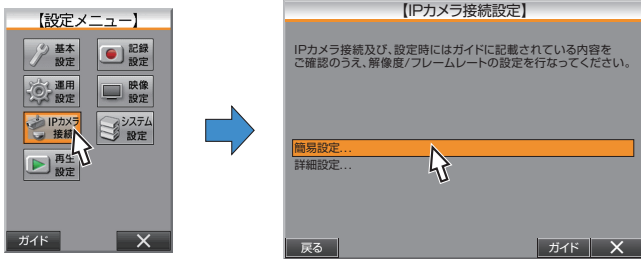 【設定メニュー】
基本
設定
記録
設定
運用
設定
映像
設定
IPカメラ
接続
システム
設定
再生
設定
ガイド
【IPカメラ接続設定】
IPカメラ接続及び、設定時にはガイドに記載されている内容を
ご確認のうえ、解像度/フレームレートの設定を行なってください。
簡易設定...
詳細設定...
戻る
ガイド